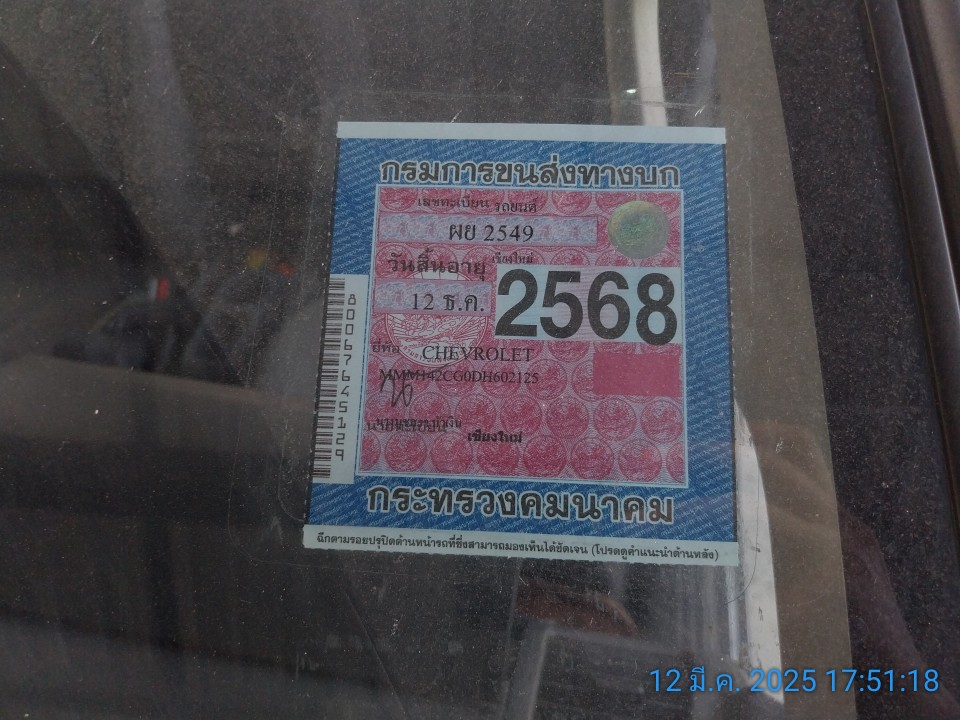 กรมการขนส่งทางบก
เลขทะเบียน รถยนต์
ผย 2549
เชียงใหม่
วันสิ้นอายุ
12 ธ.ค.
2568
ยี่ห้อ CHEVROLET
MMM142CG0DH602125
เชียงใหม่
8000676451​29
กระทรวงคมนาคม
ฉีกตามรอยปรุปิดด้านหน้ารถที่ซึ่งสามารถมองเห็นได้ชัดเจน (โปรดดูคำแนะนำด้านหลัง)
12 มี.ค. 2025 17:51:18